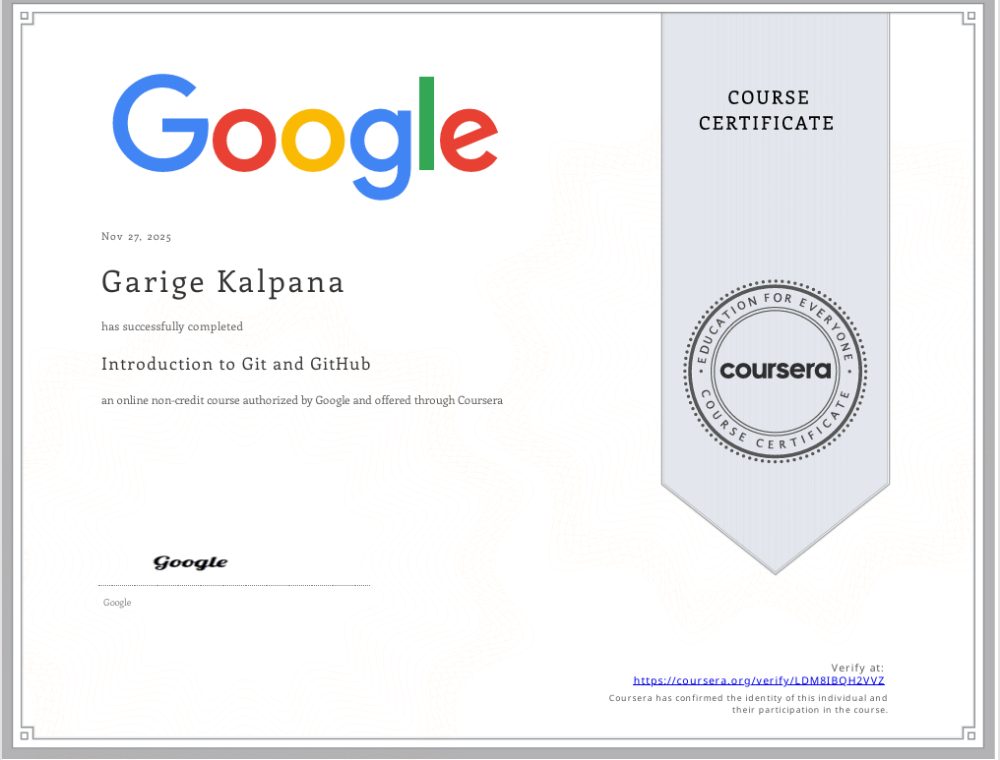 Google
COURSE
CERTIFICATE
Nov 27, 2025
Garige Kalpana
has successfully completed
Introduction to Git and GitHub
an online non-credit course authorized by Google and offered through Coursera
EDUCATION FOR EVERYONE
coursera
COURSE CERTIFICATE
Google
Google
Verify at:
https://coursera.org/verify/LDM8IBQH2VVZ
Coursera has confirmed the identity of this individual and
their participation in the course.